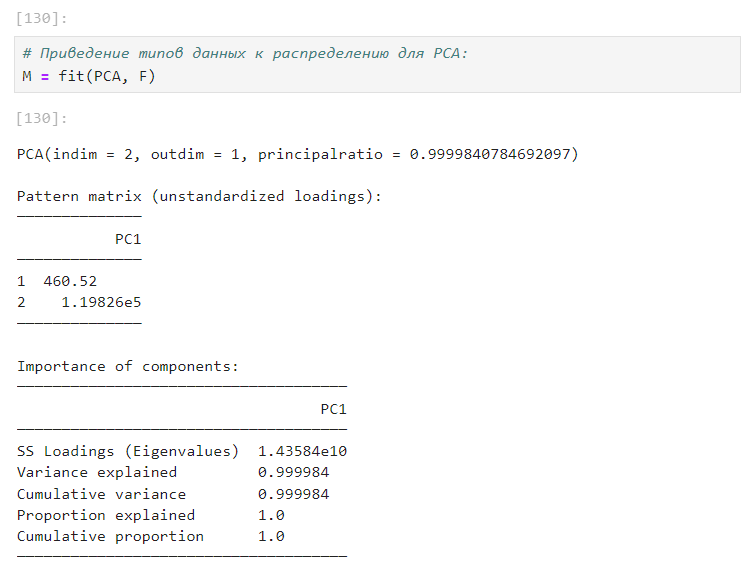 [130]:
# Приведение типов данных к распределению для PCA:
M = fit(PCA, F)
[130]:
PCA(indim = 2, outdim = 1, principalratio = 0.9999840784692097)
Pattern matrix (unstandardized loadings):
PC1
1 460.52
2 1.19826e5
Importance of components:
PC1
SS Loadings (Eigenvalues) 1.43584e10
Variance explained 0.999984
Cumulative variance 0.999984
Proportion explained 1.0
Cumulative proportion 1.0